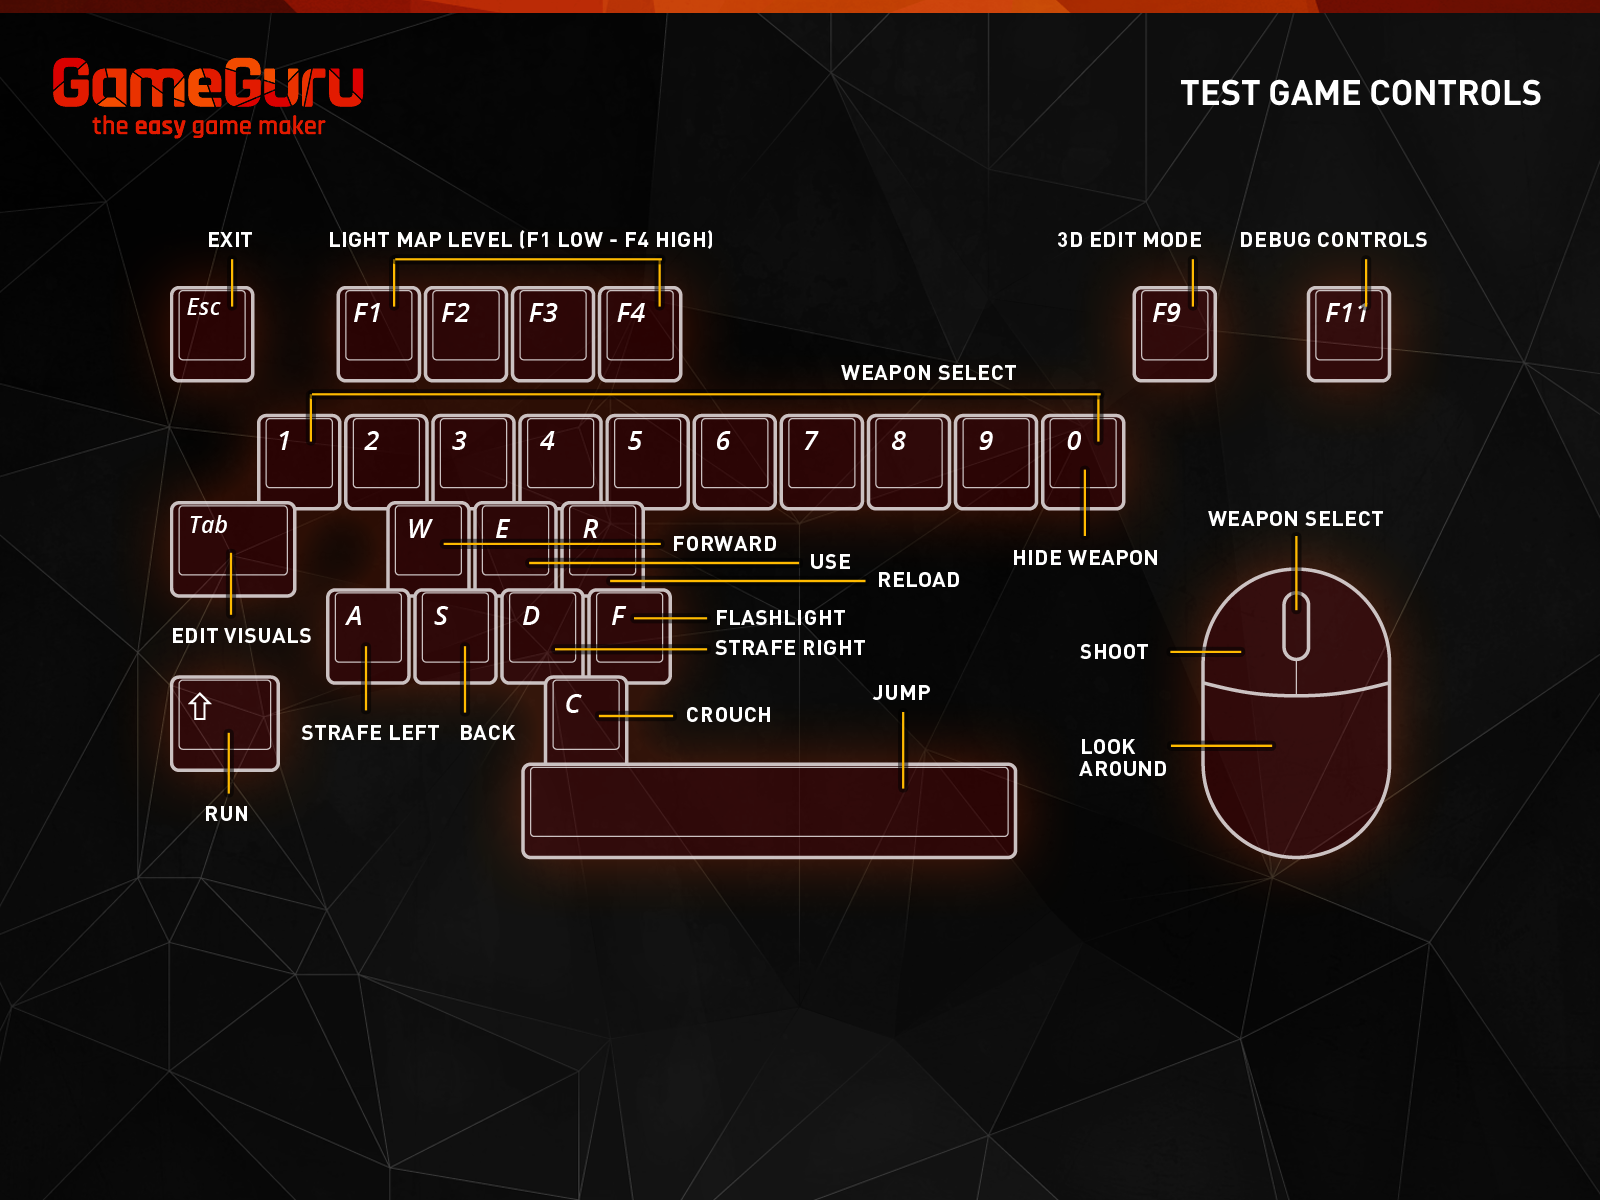 GameGuru
the easy game maker
TEST GAME CONTROLS
EXIT
LIGHT MAP LEVEL (F1 LOW - F4 HIGH)
3D EDIT MODE
DEBUG CONTROLS
Esc
F1
F2
F3
F4
F9
F11
WEAPON SELECT
1
2
3
4
5
6
7
8
9
0
Tab
W
E
R
FORWARD
USE
RELOAD
HIDE WEAPON
WEAPON SELECT
EDIT VISUALS
A
S
D
F
FLASHLIGHT
STRAFE RIGHT
SHOOT
STRAFE LEFT
BACK
C
CROUCH
JUMP
LOOK
AROUND
RUN